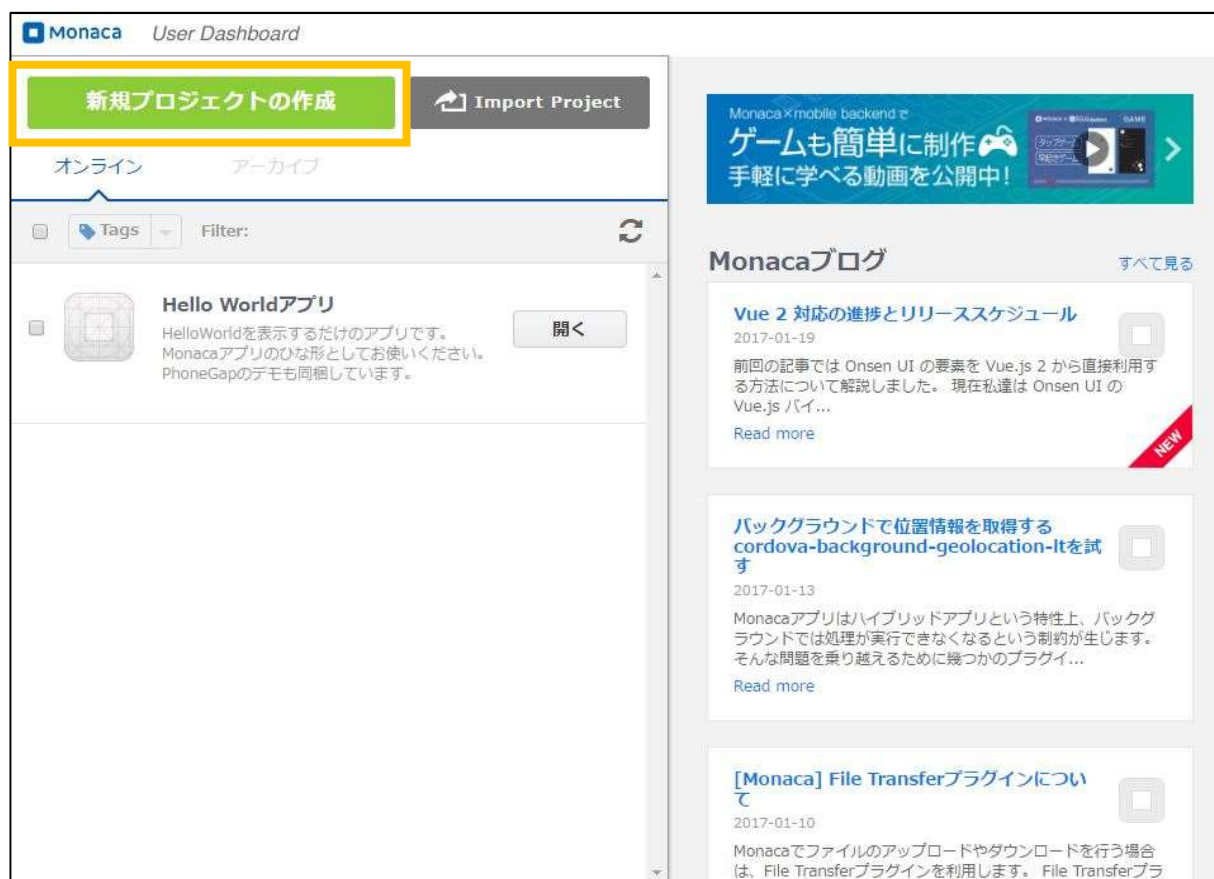 Monaca User Dashboard
新規プロジェクトの作成
Import Project
オンライン
アーカイブ
Tags
Filter:
Hello Worldアプリ
HelloWorldを表示するだけのアプリです。
Monacaアプリのひな形としてお使いください。
PhoneGapのデモも同梱しています。
開く
Monaca×mobile backendで
ゲームも簡単に制作
手軽に学べる動画を公開中!
GAME
Monacaブログ
すべて見る
Vue 2 対応の進捗とリリーススケジュール
2017-01-19
前回の記事では Onsen UI の要素を Vue.js 2 から直接利用す
る方法について解説しました。 現在私達は Onsen UI の
Vue.js バイ...
Read more
NEW
バックグラウンドで位置情報を取得する
cordova-background-geolocation-ltを試
す
2017-01-13
Monacaアプリはハイブリッドアプリという特性上、バックグ
ラウンドでは処理が実行できなくなるという制約が生じます。
そんな問題を乗り越えるために幾つかのプラグイ...
Read more
[Monaca] File Transferプラグインについ
て
2017-01-10
Monacaでファイルのアップロードやダウンロードを行う場合
は、File Transferプラグインを利用します。 File Transferプラ